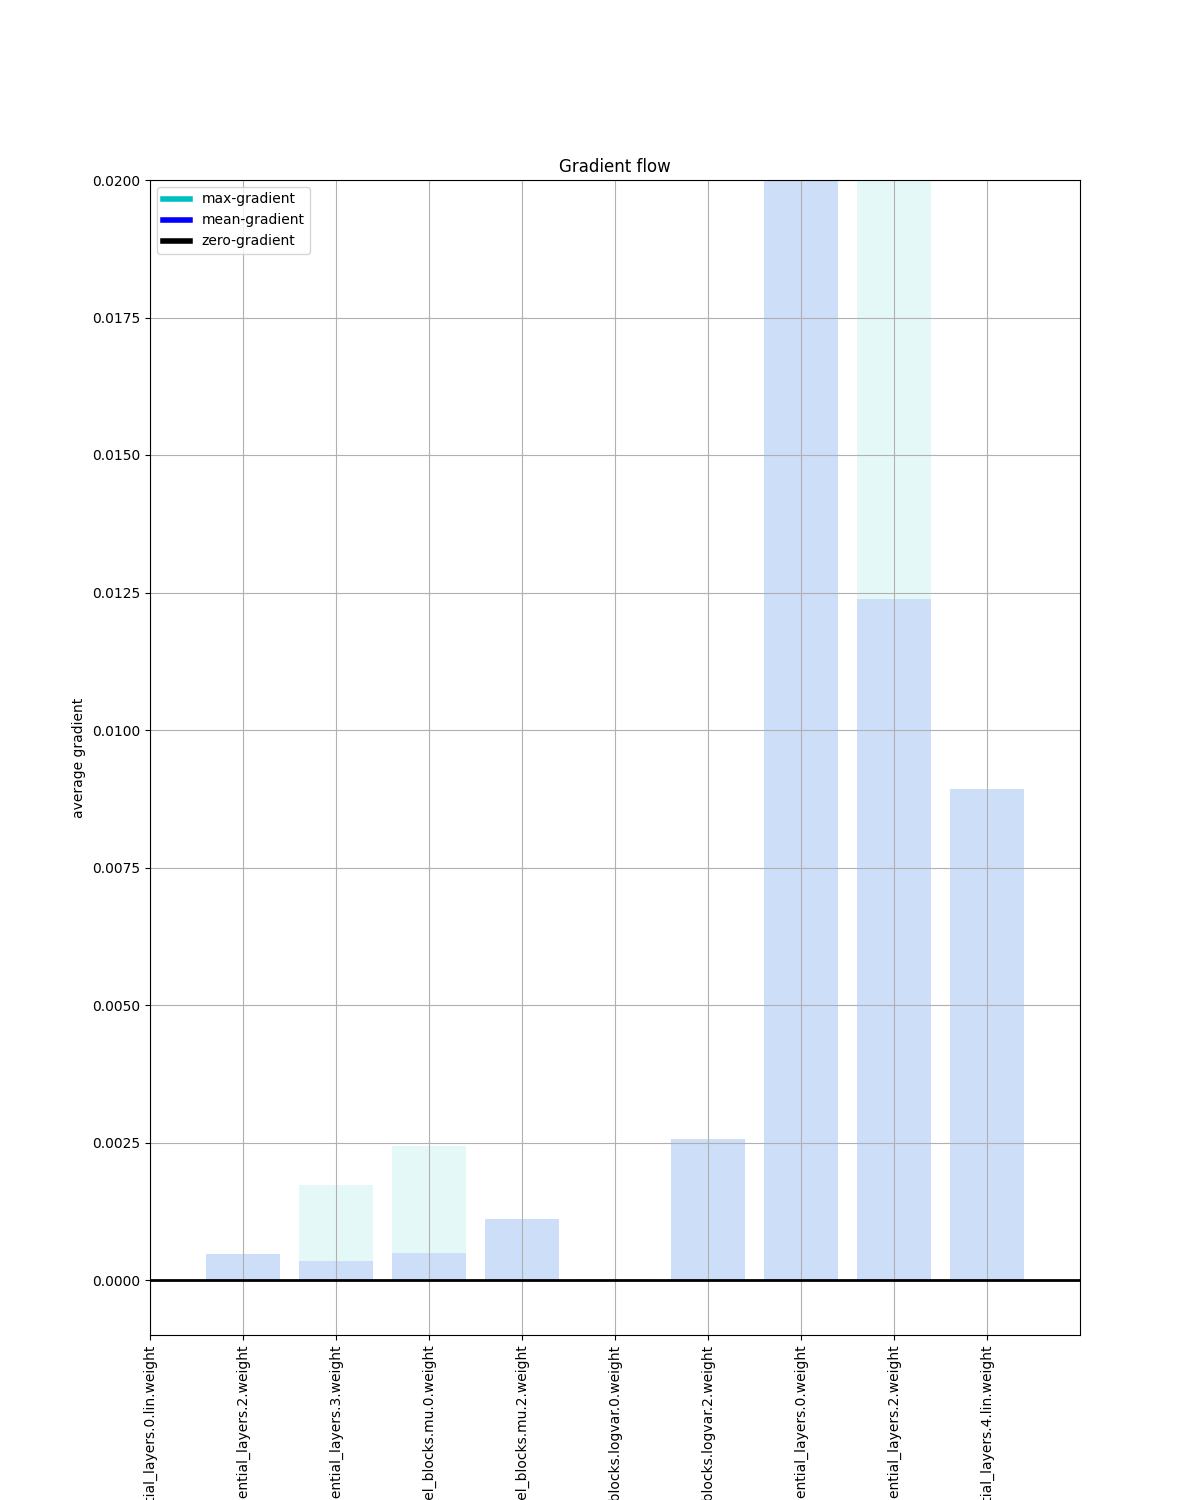 Gradient flow
max-gradient
mean-gradient
zero-gradient
0.0200
0.0175
0.0150
0.0125
0.0100
0.0075
0.0050
0.0025
0.0000
average gradient
tial_layers.0.lin.weight
ential_layers.2.weight
ential_layers.3.weight
el_blocks.mu.0.weight
el_blocks.mu.2.weight
blocks.logvar.0.weight
blocks.logvar.2.weight
ential_layers.0.weight
ential_layers.2.weight
tial_layers.4.lin.weight